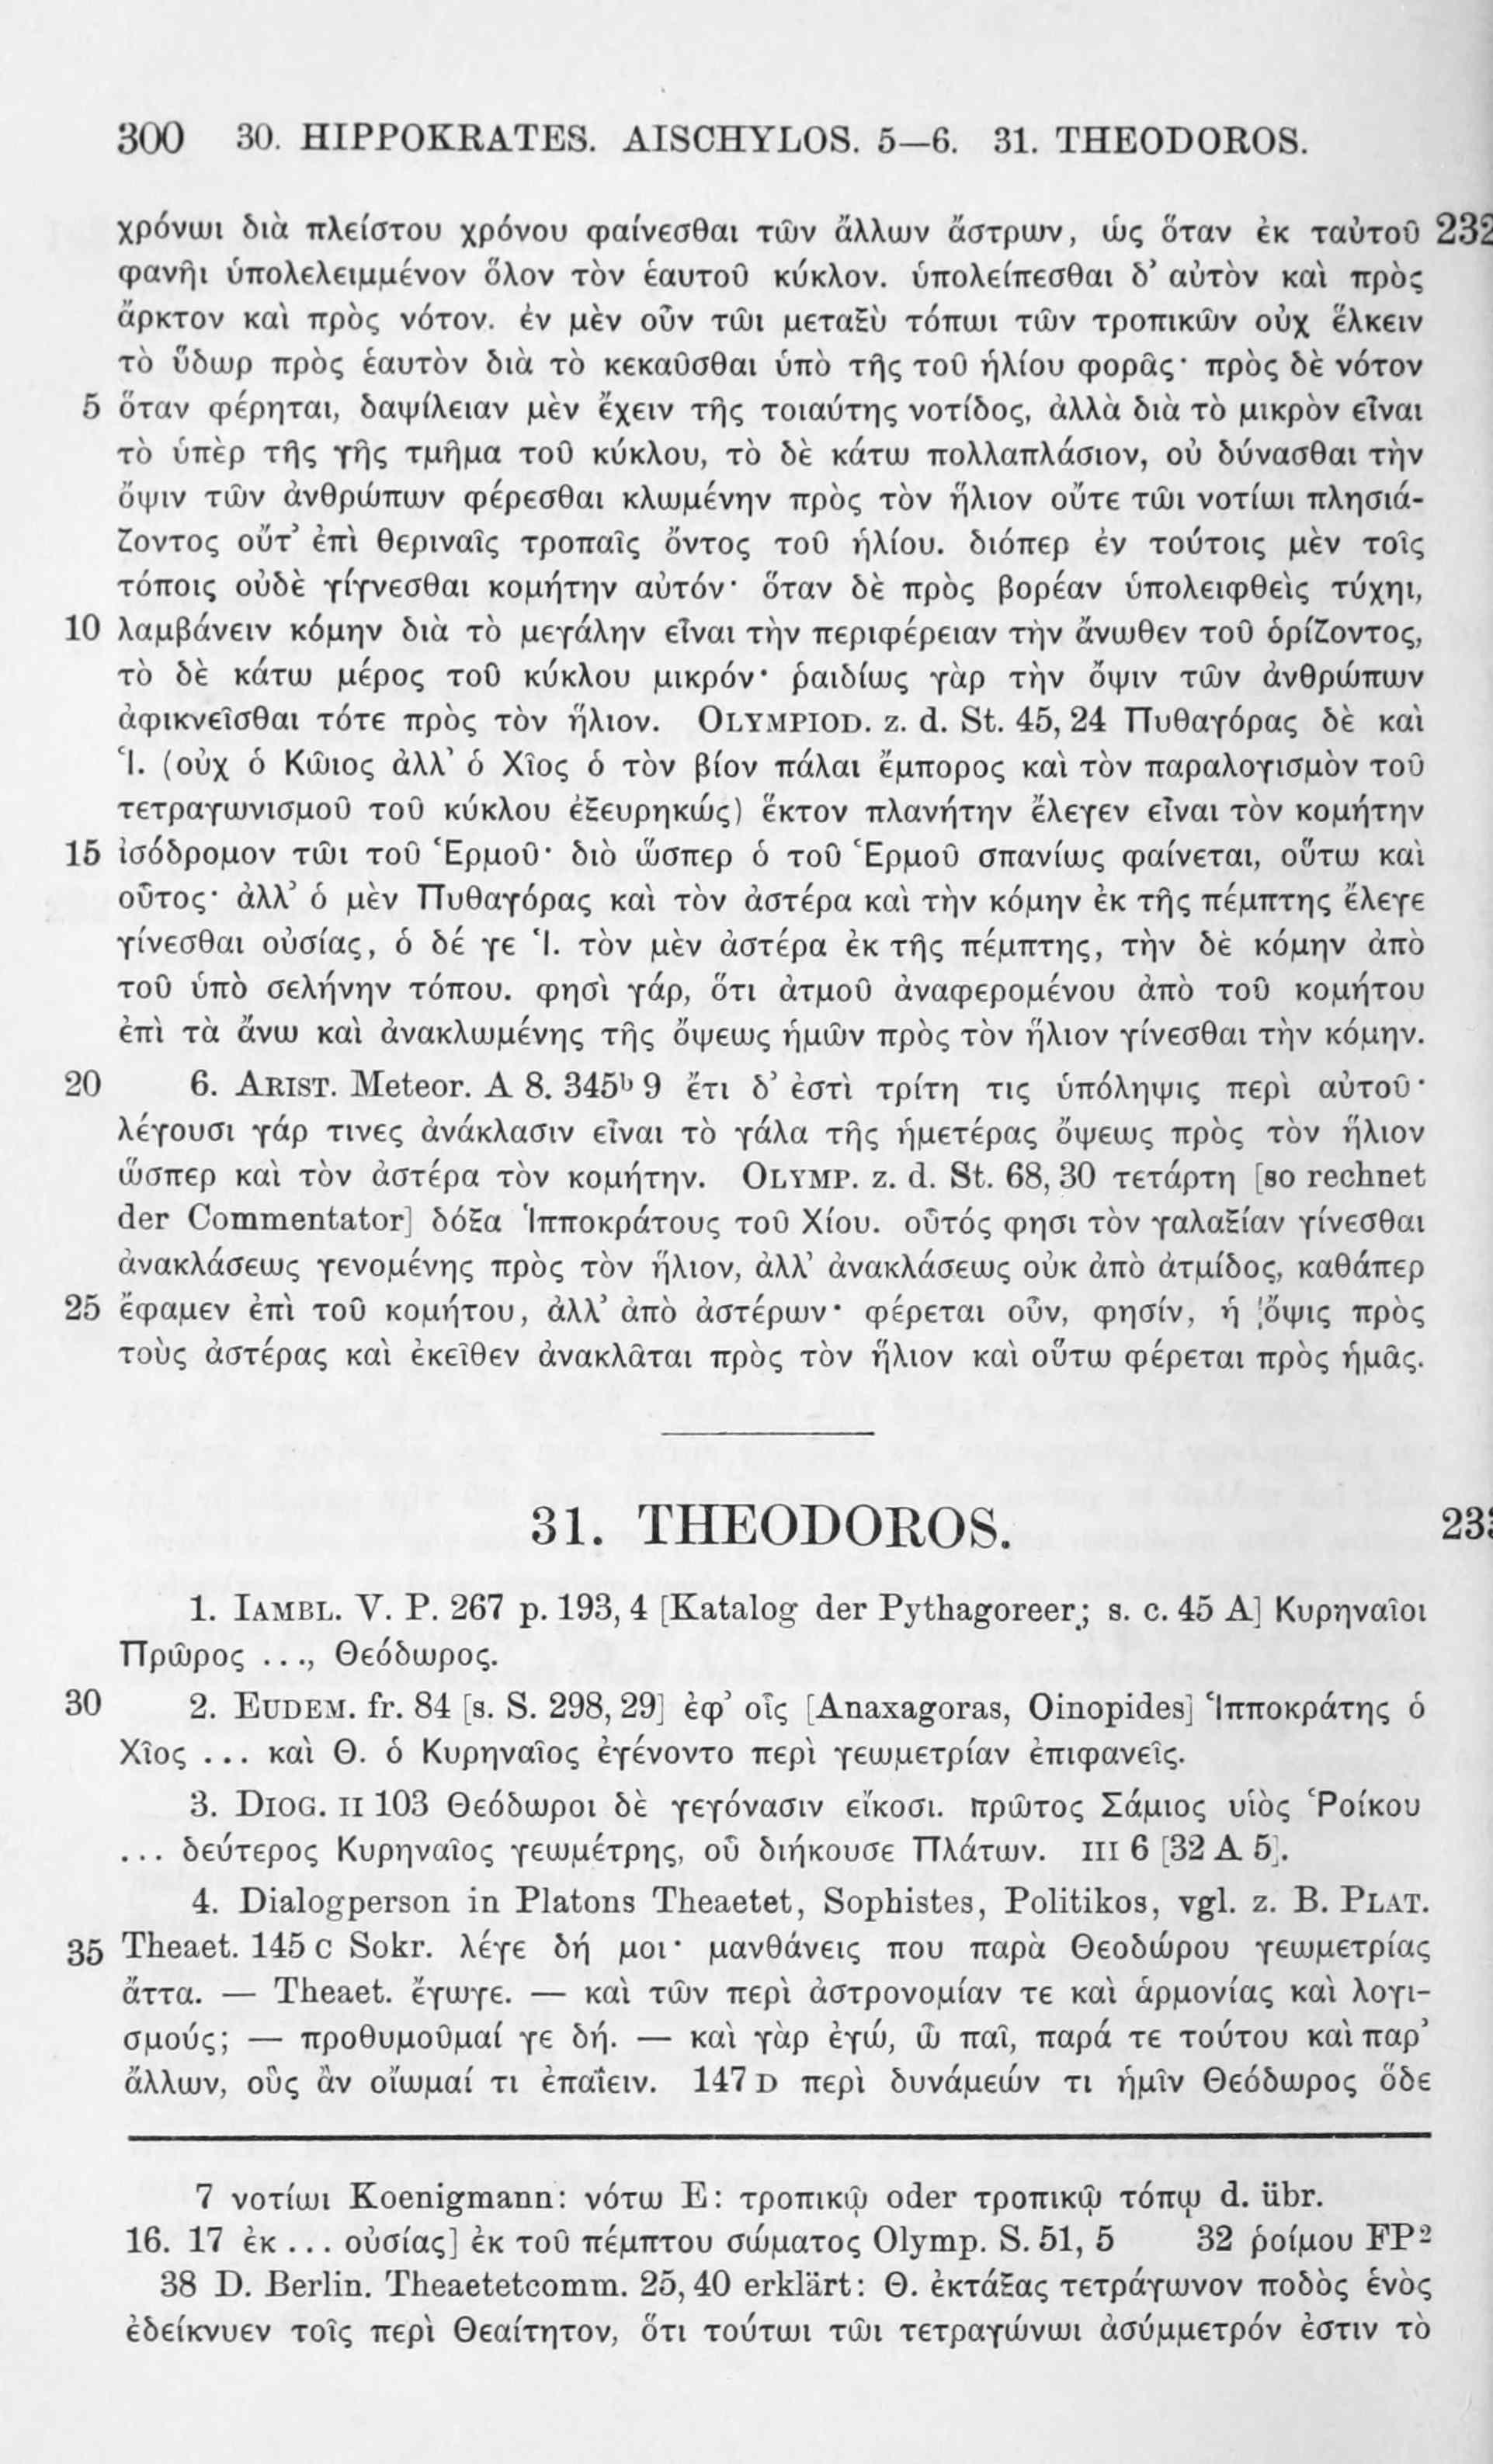 300 30. HIPPOKRATES. AISCHYLOS. 5—6. 31. THEODOROS.
χρόνωι διὰ πλείστου χρόνου φαίνεσθαι τῶν ἄλλων ἄστρων, ὡς ὅταν ἐκ ταὐτοῦ 232
φανῆι ὑπολελειμμένον ὅλον τὸν ἑαυτοῦ κύκλον. ὑπολείπεσθαι δ' αὐτὸν καὶ πρὸς
ἄρκτον καὶ πρὸς νότον. ἐν μὲν οὖν τῶι μεταξὺ τόπωι τῶν τροπικῶν οὐχ ἕλκειν
τὸ ὕδωρ πρὸς ἑαυτὸν διὰ τὸ κεκαῦσθαι ὑπὸ τῆς τοῦ ἡλίου φορᾶς· πρὸς δὲ νότον
5 ὅταν φέρηται, δαψίλειαν μὲν ἔχειν τῆς τοιαύτης νοτίδος, ἀλλὰ διὰ τὸ μικρὸν εἶναι
τὸ ὑπὲρ τῆς γῆς τμῆμα τοῦ κύκλου, τὸ δὲ κάτω πολλαπλάσιον, οὐ δύνασθαι τὴν
ὄψιν τῶν ἀνθρώπων φέρεσθαι κλωμένην πρὸς τὸν ἥλιον οὔτε τῶι νοτίωι πλησιά-
ζοντος οὔτ' ἐπὶ θεριναῖς τροπαῖς ὄντος τοῦ ἡλίου. διόπερ ἐν τούτοις μὲν τοῖς
τόποις οὐδὲ γίγνεσθαι κομήτην αὐτόν· ὅταν δὲ πρὸς βορέαν ὑπολειφθεὶς τύχηι,
10 λαμβάνειν κόμην διὰ τὸ μεγάλην εἶναι τὴν περιφέρειαν τὴν ἄνωθεν τοῦ ὁρίζοντος,
τὸ δὲ κάτω μέρος τοῦ κύκλου μικρόν· ῥαιδίως γὰρ τὴν ὄψιν τῶν ἀνθρώπων
ἀφικνεῖσθαι τότε πρὸς τὸν ἥλιον. OLYMPIOD. z. d. St. 45, 24 Πυθαγόρας δὲ καὶ
Ἱ. (οὐχ ὁ Κῶιος ἀλλ' ὁ Χῖος ὁ τὸν βίον πάλαι ἔμπορος καὶ τὸν παραλογισμὸν τοῦ
τετραγωνισμοῦ τοῦ κύκλου ἐξευρηκώς) ἕκτον πλανήτην ἔλεγεν εἶναι τὸν κομήτην
15 ἰσόδρομον τῶι τοῦ Ἑρμοῦ· διὸ ὥσπερ ὁ τοῦ Ἑρμοῦ σπανίως φαίνεται, οὕτω καὶ
οὗτος· ἀλλ' ὁ μὲν Πυθαγόρας καὶ τὸν ἀστέρα καὶ τὴν κόμην ἐκ τῆς πέμπτης ἔλεγε
γίνεσθαι οὐσίας, ὁ δέ γε Ἱ. τὸν μὲν ἀστέρα ἐκ τῆς πέμπτης, τὴν δὲ κόμην ἀπὸ
τοῦ ὑπὸ σελήνην τόπου. φησὶ γάρ, ὅτι ἀτμοῦ ἀναφερομένου ἀπὸ τοῦ κομήτου
ἐπὶ τὰ ἄνω καὶ ἀνακλωμένης τῆς ὄψεως ἡμῶν πρὸς τὸν ἥλιον γίνεσθαι τὴν κόμην.
20 6. ARIST. Meteor. A 8. 345ᵇ 9 ἔτι δ' ἐστὶ τρίτη τις ὑπόληψις περὶ αὐτοῦ·
λέγουσι γάρ τινες ἀνάκλασιν εἶναι τὸ γάλα τῆς ἡμετέρας ὄψεως πρὸς τὸν ἥλιον
ὥσπερ καὶ τὸν ἀστέρα τὸν κομήτην. OLYMP. z. d. St. 68, 30 τετάρτη [so rechnet
der Commentator] δόξα Ἱπποκράτους τοῦ Χίου. οὗτός φησι τὸν γαλαξίαν γίνεσθαι
ἀνακλάσεως γενομένης πρὸς τὸν ἥλιον, ἀλλ' ἀνακλάσεως οὐκ ἀπὸ ἀτμίδος, καθάπερ
25 ἔφαμεν ἐπὶ τοῦ κομήτου, ἀλλ' ἀπὸ ἀστέρων· φέρεται οὖν, φησίν, ἡ ὄψις πρὸς
τοὺς ἀστέρας καὶ ἐκεῖθεν ἀνακλᾶται πρὸς τὸν ἥλιον καὶ οὕτω φέρεται πρὸς ἡμᾶς.
31. THEODOROS. 233
1. IAMBL. V. P. 267 p. 193, 4 [Katalog der Pythagoreer; s. c. 45 A] Κυρηναῖοι
Πρῶρος ..., Θεόδωρος.
30 2. EUDEM. fr. 84 [s. S. 298, 29] ἐφ' οἷς [Anaxagoras, Oinopides] Ἱπποκράτης ὁ
Χῖος ... καὶ Θ. ὁ Κυρηναῖος ἐγένοντο περὶ γεωμετρίαν ἐπιφανεῖς.
3. DIOG. II 103 Θεόδωροι δὲ γεγόνασιν εἴκοσι. πρῶτος Σάμιος υἱὸς Ῥοίκου
... δεύτερος Κυρηναῖος γεωμέτρης, οὗ διήκουσε Πλάτων. III 6 [32 A 5].
4. Dialogperson in Platons Theaetet, Sophistes, Politikos, vgl. z. B. PLAT.
35 Theaet. 145 C Sokr. λέγε δή μοι· μανθάνεις που παρὰ Θεοδώρου γεωμετρίας
ἄττα. — Theaet. ἔγωγε. — καὶ τῶν περὶ ἀστρονομίαν τε καὶ ἁρμονίας καὶ λογι-
σμούς; — προθυμοῦμαί γε δή. — καὶ γὰρ ἐγώ, ὦ παῖ, παρά τε τούτου καὶ παρ'
ἄλλων, οὓς ἂν οἴωμαί τι ἐπαΐειν. 147 D περὶ δυνάμεών τι ἡμῖν Θεόδωρος ὅδε
7 νοτίωι Koenigmann: νότω E: τροπικῷ oder τροπικῷ τόπῳ d. übr.
16. 17 ἐκ ... οὐσίας] ἐκ τοῦ πέμπτου σώματος Olymp. S. 51, 5 32 ῥοίμου FP²
38 D. Berlin. Theaetetcomm. 25, 40 erklärt: Θ. ἐκτάξας τετράγωνον ποδὸς ἑνὸς
ἐδείκνυεν τοῖς περὶ Θεαίτητον, ὅτι τούτωι τῶι τετραγώνωι ἀσύμμετρόν ἐστιν τὸ